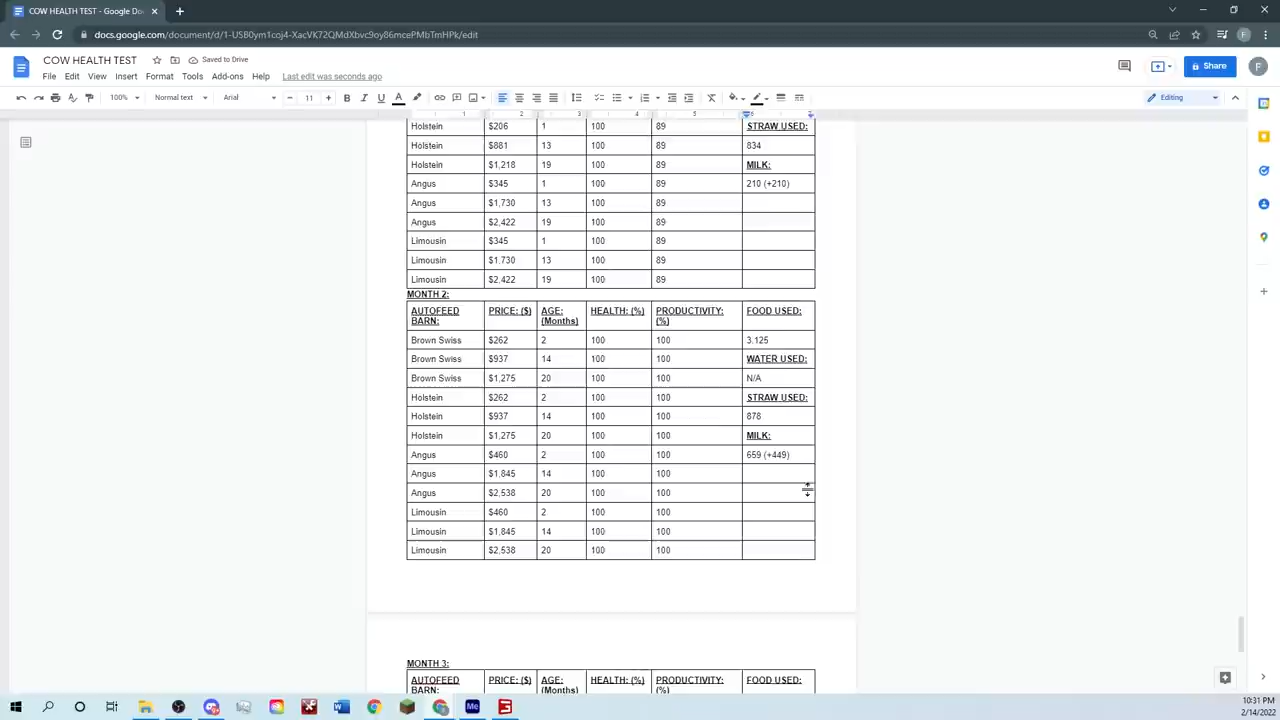 COW HEALTH TEST - Google Do
docs.google.com/document/d/1-USB0ym1coj4-XacVK72QMdXbvc9oy86mcePMbTmHPk/edit
COW HEALTH TEST
Saved to Drive
File Edit View Insert Format Tools Add-ons Help Last edit was seconds ago
Share
F
100% Normal text Arial 11 Editing
1 2 3 4 5 6 7
Holstein $206 1 100 89 STRAW USED:
Holstein $881 13 100 89 834
Holstein $1,218 19 100 89 MILK:
Angus $345 1 100 89 210 (+210)
Angus $1,730 13 100 89
Angus $2,422 19 100 89
Limousin $345 1 100 89
Limousin $1.730 13 100 89
Limousin $2,422 19 100 89
MONTH 2:
AUTOFEED BARN: PRICE: ($) AGE: (Months) HEALTH: (%) PRODUCTIVITY: (%) FOOD USED:
Brown Swiss $262 2 100 100 3.125
Brown Swiss $937 14 100 100 WATER USED:
Brown Swiss $1,275 20 100 100 N/A
Holstein $262 2 100 100 STRAW USED:
Holstein $937 14 100 100 878
Holstein $1,275 20 100 100 MILK:
Angus $460 2 100 100 659 (+449)
Angus $1,845 14 100 100
Angus $2,538 20 100 100
Limousin $460 2 100 100
Limousin $1,845 14 100 100
Limousin $2,538 20 100 100
MONTH 3:
AUTOFEED BARN: PRICE: ($) AGE: (Months) HEALTH: (%) PRODUCTIVITY: (%) FOOD USED:
10:31 PM
2/14/2022